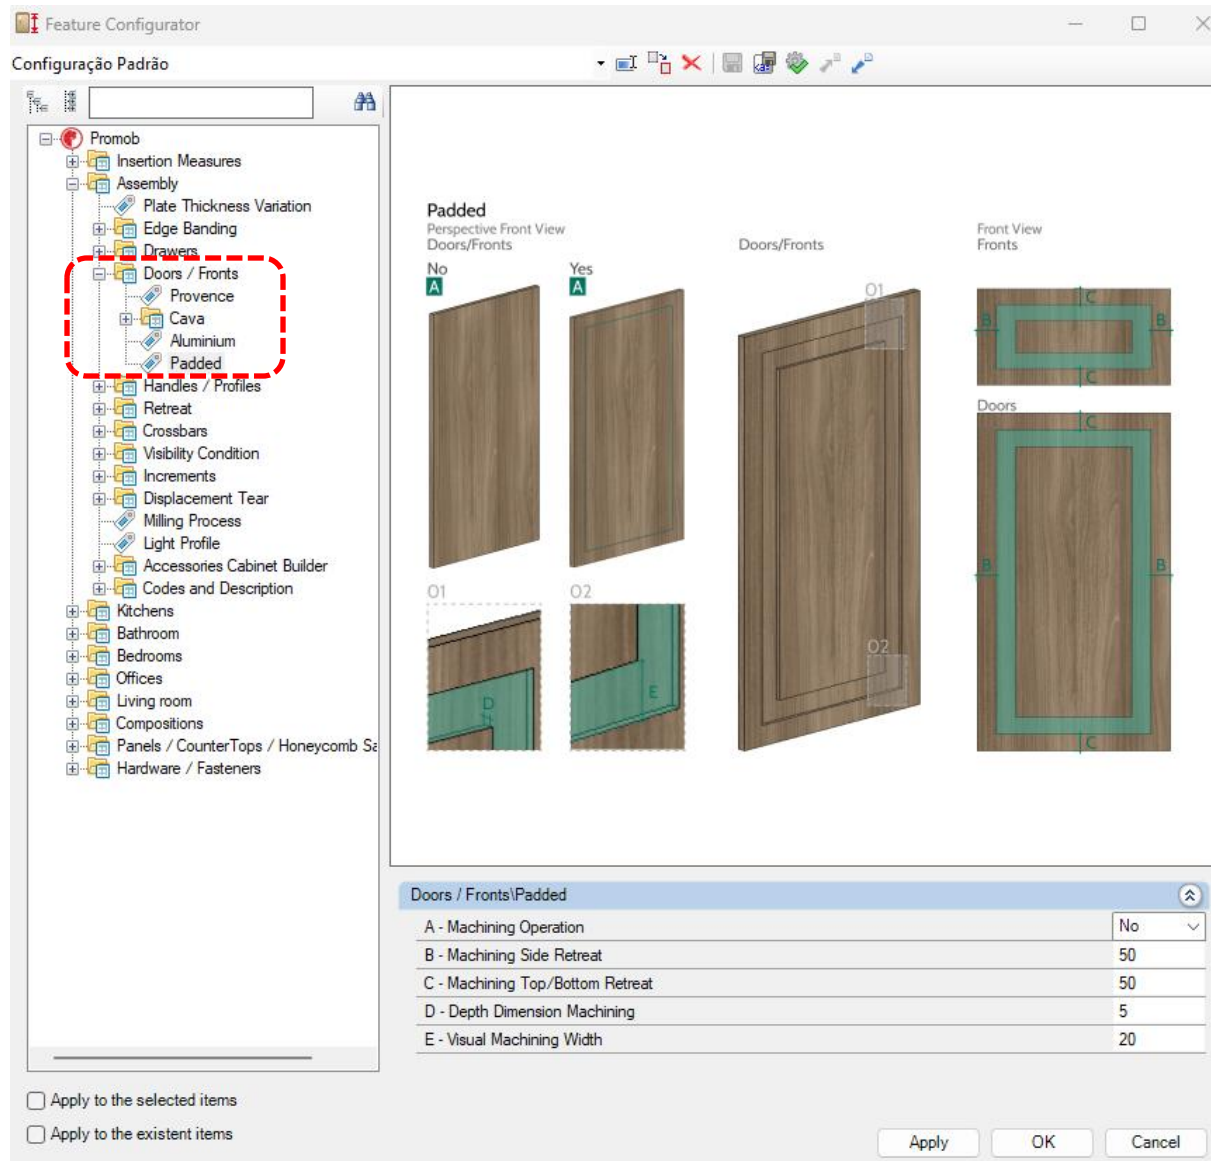 Feature Configurator
Configuração Padrão
Promob
Insertion Measures
Assembly
Plate Thickness Variation
Edge Banding
Drawers
Doors / Fronts
Provence
Cava
Aluminium
Padded
Handles / Profiles
Retreat
Crossbars
Visibility Condition
Increments
Displacement Tear
Milling Process
Light Profile
Accessories Cabinet Builder
Codes and Description
Kitchens
Bathroom
Bedrooms
Offices
Living room
Compositions
Panels / CounterTops / Honeycomb Sa
Hardware / Fasteners
Padded
Perspective Front View
Doors/Fronts
No
A
Yes
A
01
D
02
E
Doors/Fronts
01
02
Front View
Fronts
C
B B
C
Doors
C
B B
C
Doors / Fronts\Padded
A - Machining Operation No
B - Machining Side Retreat 50
C - Machining Top/Bottom Retreat 50
D - Depth Dimension Machining 5
E - Visual Machining Width 20
Apply to the selected items
Apply to the existent items
Apply OK Cancel